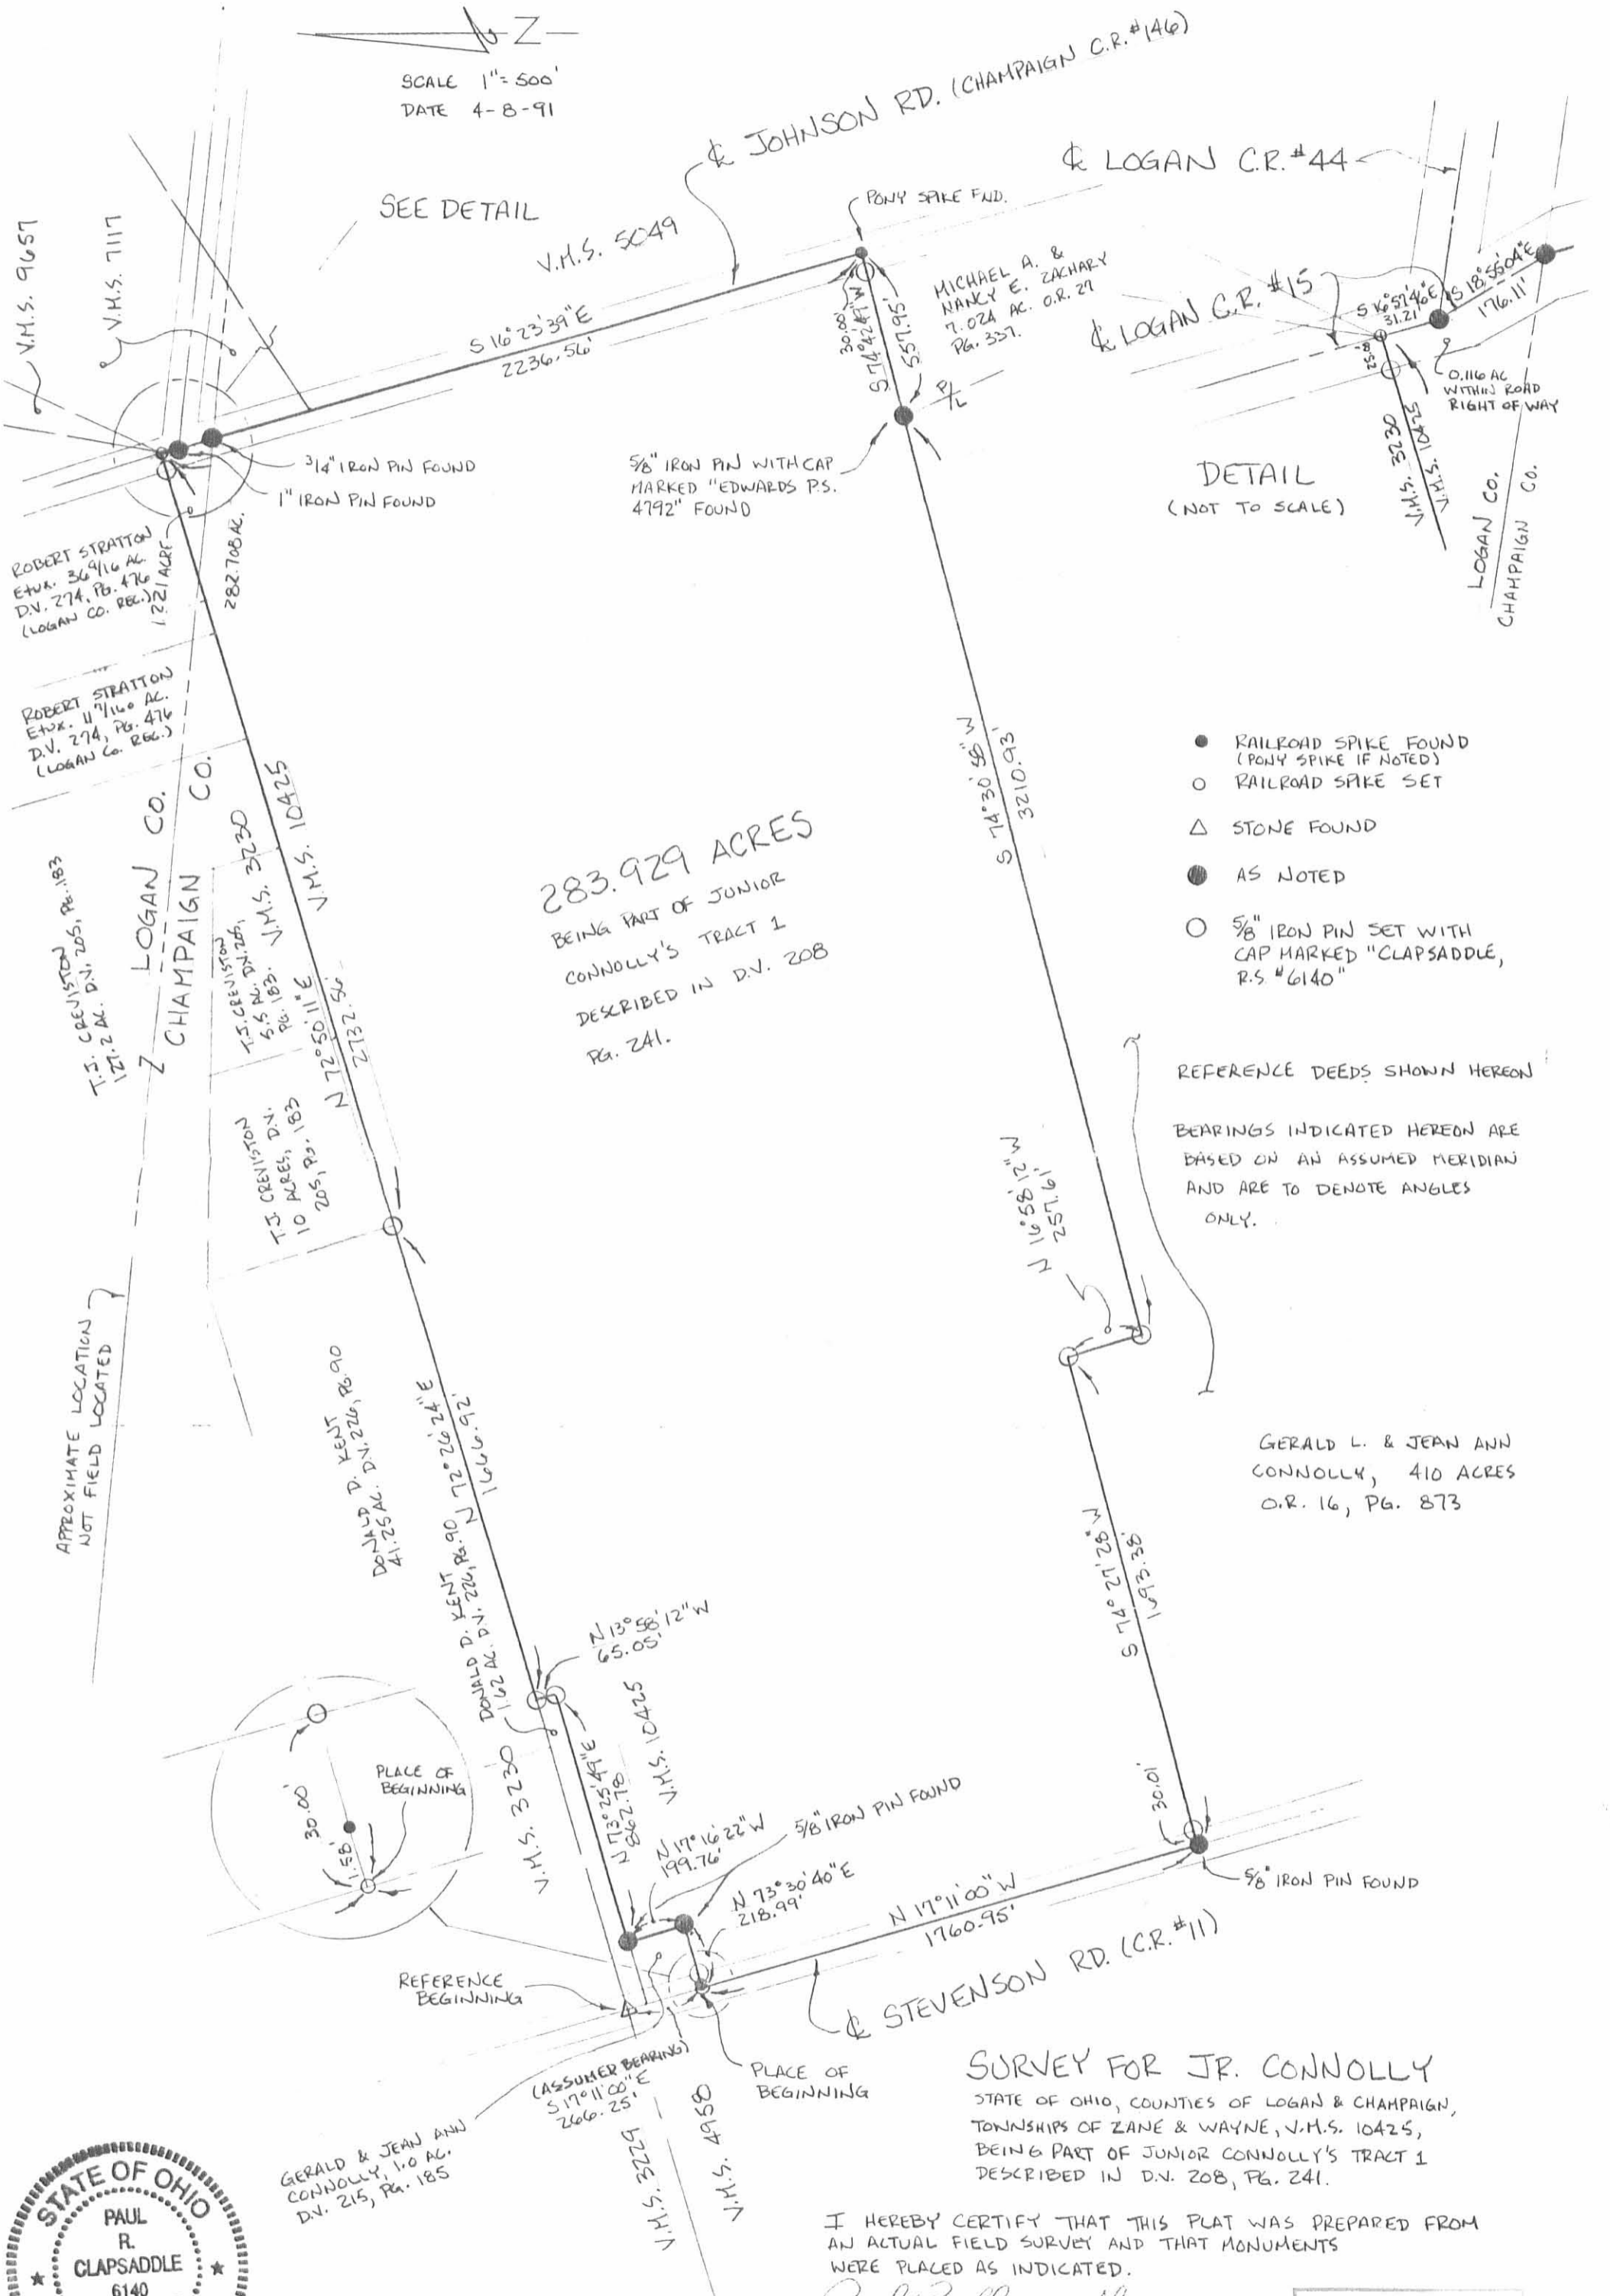 N
SCALE 1"=500'
DATE 4-8-91
℄ JOHNSON RD. (CHAMPAIGN C.R.#146)
℄ LOGAN C.R.#44
SEE DETAIL
PONY SPIKE FND.
V.M.S. 9657
V.M.S. 7117
V.M.S. 5049
S 16°23'39"E
2236.56'
30.00'
S 74°42'47"W
557.95'
MICHAEL A. &
NANCY E. ZACHARY
7.024 AC. O.R. 27
PG. 337.
℄ LOGAN C.R. #15
S 16°57'46"E
31.21'
S 18°55'04"E
176.11'
25.8'
0.116 AC
WITHIN ROAD
RIGHT OF WAY
V.M.S. 3230
V.M.S. 10425
LOGAN CO.
CHAMPAIGN CO.
DETAIL
(NOT TO SCALE)
P/L
3/4" IRON PIN FOUND
1" IRON PIN FOUND
5/8" IRON PIN WITH CAP
MARKED "EDWARDS P.S.
4792" FOUND
ROBERT STRATTON
Etux. 36 9/16 AC.
D.V. 274, PG. 476
(LOGAN CO. REC.)
1.221 ACRE
282.708 AC.
ROBERT STRATTON
Etux. 11 7/160 AC.
D.V. 274, PG. 476
(LOGAN CO. REC.)
S 74°30'55" W
3210.93'
RAILROAD SPIKE FOUND
(PONY SPIKE IF NOTED)
RAILROAD SPIKE SET
STONE FOUND
AS NOTED
5/8" IRON PIN SET WITH
CAP MARKED "CLAPSADDLE,
R.S. #6140"
T.J. CREVISTON
127.2 AC. D.V. 205, PG. 183
LOGAN CO.
CHAMPAIGN CO.
T.J. CREVISTON
5.5 AC. D.V. 205,
PG. 183.
V.M.S. 3230
V.M.S. 10425
N 72°50'11"E
2732.56'
283.929 ACRES
BEING PART OF JUNIOR
CONNOLLY'S TRACT 1
DESCRIBED IN D.V. 208
PG. 241.
REFERENCE DEEDS SHOWN HEREON
BEARINGS INDICATED HEREON ARE
BASED ON AN ASSUMED MERIDIAN
AND ARE TO DENOTE ANGLES
ONLY.
T.J. CREVISTON
10 ACRES, D.V.
205, PG. 183
N 16°58'12" W
257.61'
APPROXIMATE LOCATION
NOT FIELD LOCATED
DONALD D. KENT
41.25 AC. D.V. 226, PG. 90
N 72°26'24"E
1666.92'
DONALD D. KENT
1.62 AC. D.V. 226, PG. 90
GERALD L. & JEAN ANN
CONNOLLY, 410 ACRES
O.R. 16, PG. 873
S 74°27'28" W
1693.38'
N 13°58'12" W
65.05'
V.M.S. 3230
V.M.S. 10425
N 73°25'49"E
862.78
PLACE OF
BEGINNING
30.00'
1.58'
N 17°16'22" W
199.76'
5/8" IRON PIN FOUND
N 73°30'40"E
218.99'
30.01'
5/8" IRON PIN FOUND
N 17°11'00" W
1760.95'
℄ STEVENSON RD. (C.R. #11)
REFERENCE
BEGINNING
(ASSUMED BEARING)
S 17°11'00"E
266.25'
PLACE OF
BEGINNING
GERALD & JEAN ANN
CONNOLLY, 1.0 AC.
D.V. 215, PG. 185
V.M.S. 3229
V.M.S. 4958
SURVEY FOR JR. CONNOLLY
STATE OF OHIO, COUNTIES OF LOGAN & CHAMPAIGN,
TOWNSHIPS OF ZANE & WAYNE, V.M.S. 10425,
BEING PART OF JUNIOR CONNOLLY'S TRACT 1
DESCRIBED IN D.V. 208, PG. 241.
I HEREBY CERTIFY THAT THIS PLAT WAS PREPARED FROM
AN ACTUAL FIELD SURVEY AND THAT MONUMENTS
WERE PLACED AS INDICATED.
STATE OF OHIO
PAUL
R.
CLAPSADDLE
6140